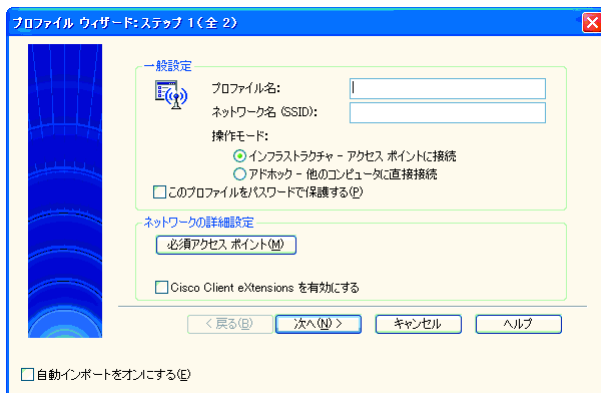 プロファイル ウィザード:ステップ 1(全 2)
一般設定
プロファイル名:
ネットワーク名 (SSID):
操作モード:
インフラストラクチャ - アクセス ポイントに接続
アドホック - 他のコンピュータに直接接続
このプロファイルをパスワードで保護する(P)
ネットワークの詳細設定
必須アクセス ポイント(M)
Cisco Client eXtensions を有効にする
< 戻る(B) 次へ(N) > キャンセル ヘルプ
自動インポートをオンにする(E)